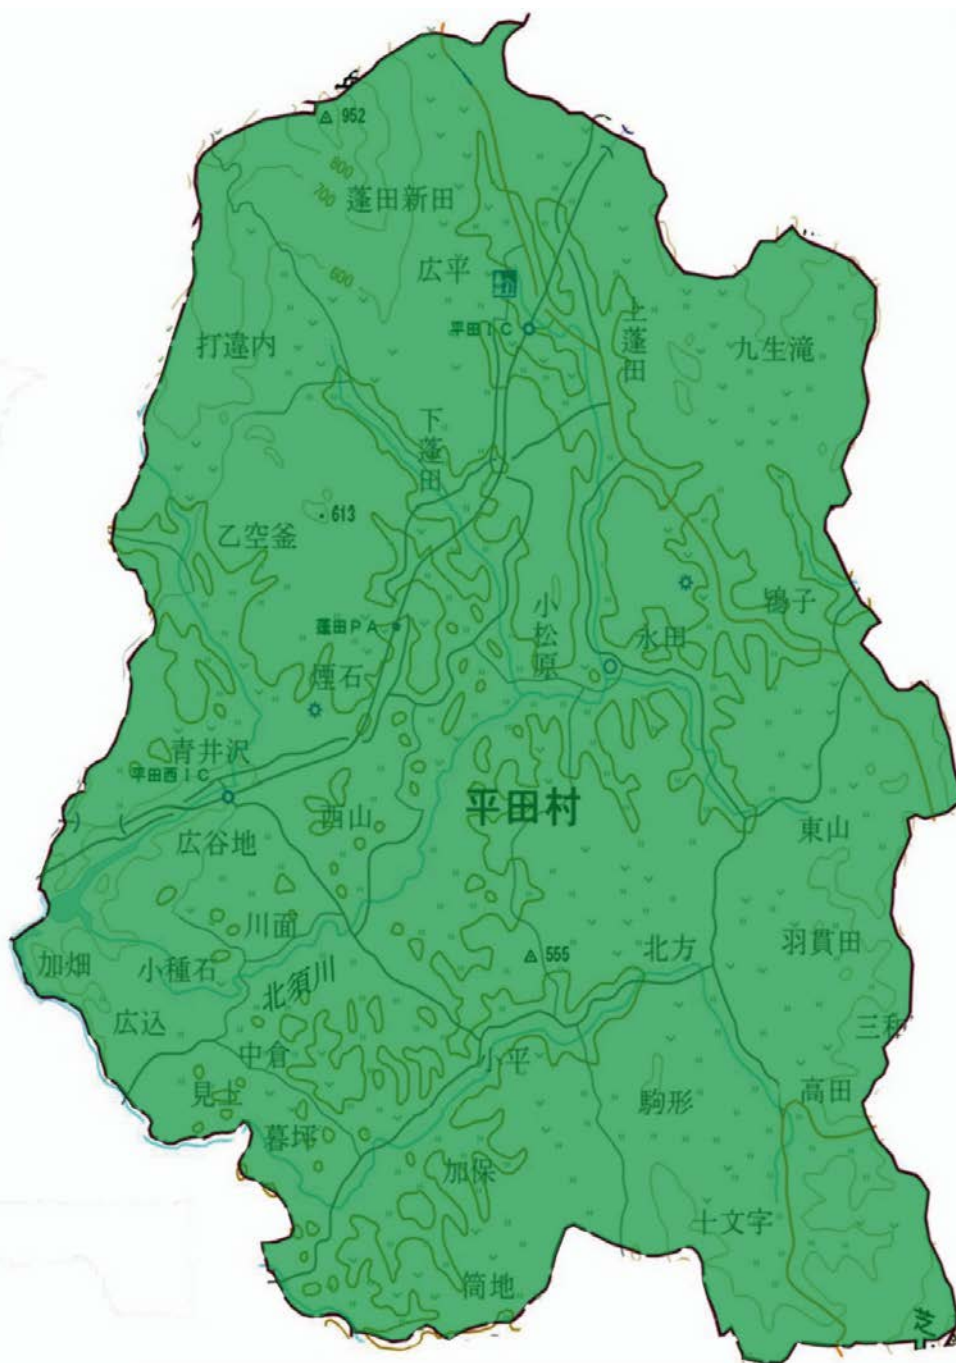 952
800
700
蓬田新田
600
広平
平田IC
上蓬田
九生滝
打違内
下蓬田
613
乙空釜
小松原
鴇子
蓬田PA
永田
煙石
青井沢
平田西IC
西山
平田村
東山
広谷地
川面
羽貫田
北方
555
加畑
小種石
北須川
広込
三和
中倉
小平
見上
高田
駒形
暮坪
加保
十文字
筒地
芝